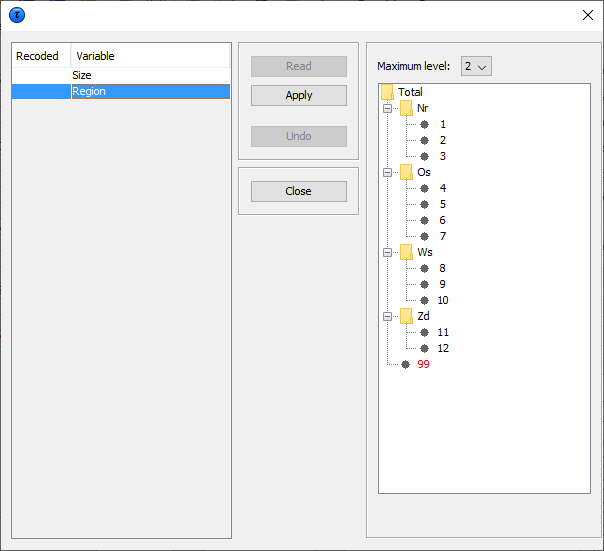 Recoded Variable
Size
Region
Read
Apply
Undo
Close
Maximum level: 2
Total
Nr
1
2
3
Os
4
5
6
7
Ws
8
9
10
Zd
11
12
99